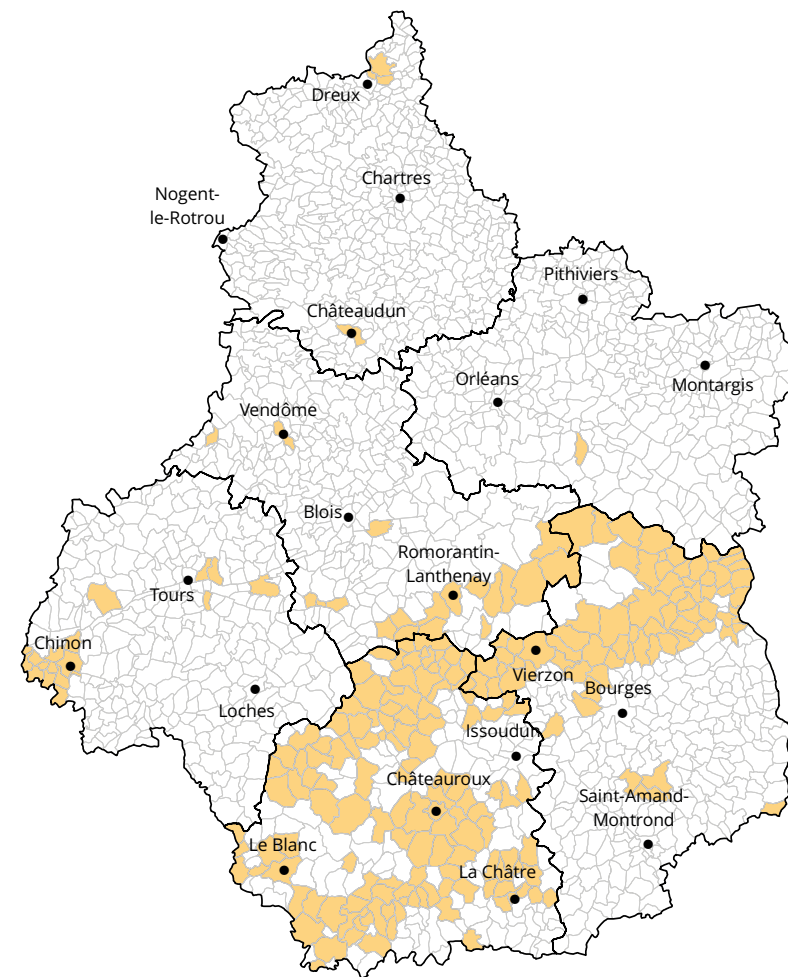 Dreux
Chartres
Nogent-
le-Rotrou
Pithiviers
Châteaudun
Orléans
Montargis
Vendôme
Blois
Romorantin-
Lanthenay
Tours
Chinon
Vierzon
Bourges
Loches
Issoudun
Châteauroux
Saint-Amand-
Montrond
Le Blanc
La Châtre